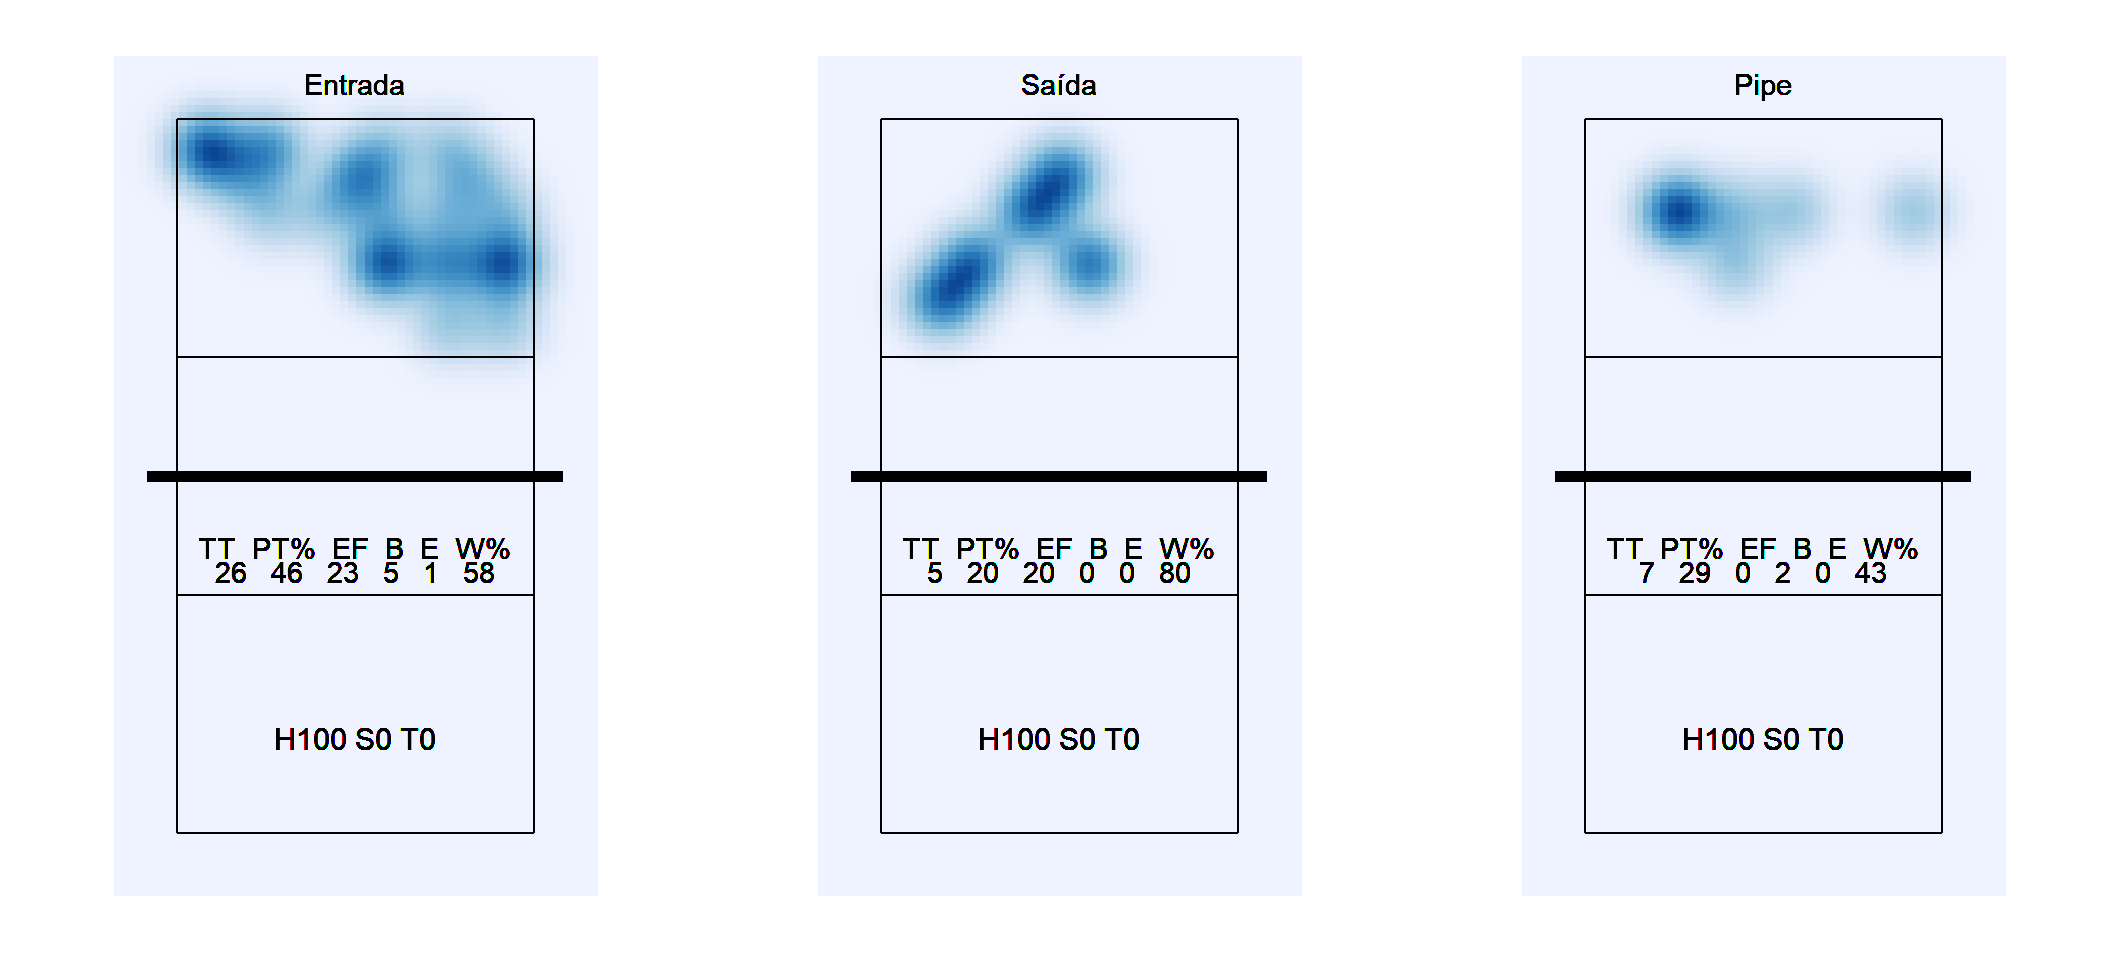 Entrada
TT PT% EF B E W%
26 46 23 5 1 58
H100 S0 T0
Saída
TT PT% EF B E W%
5 20 20 0 0 80
H100 S0 T0
Pipe
TT PT% EF B E W%
7 29 0 2 0 43
H100 S0 T0